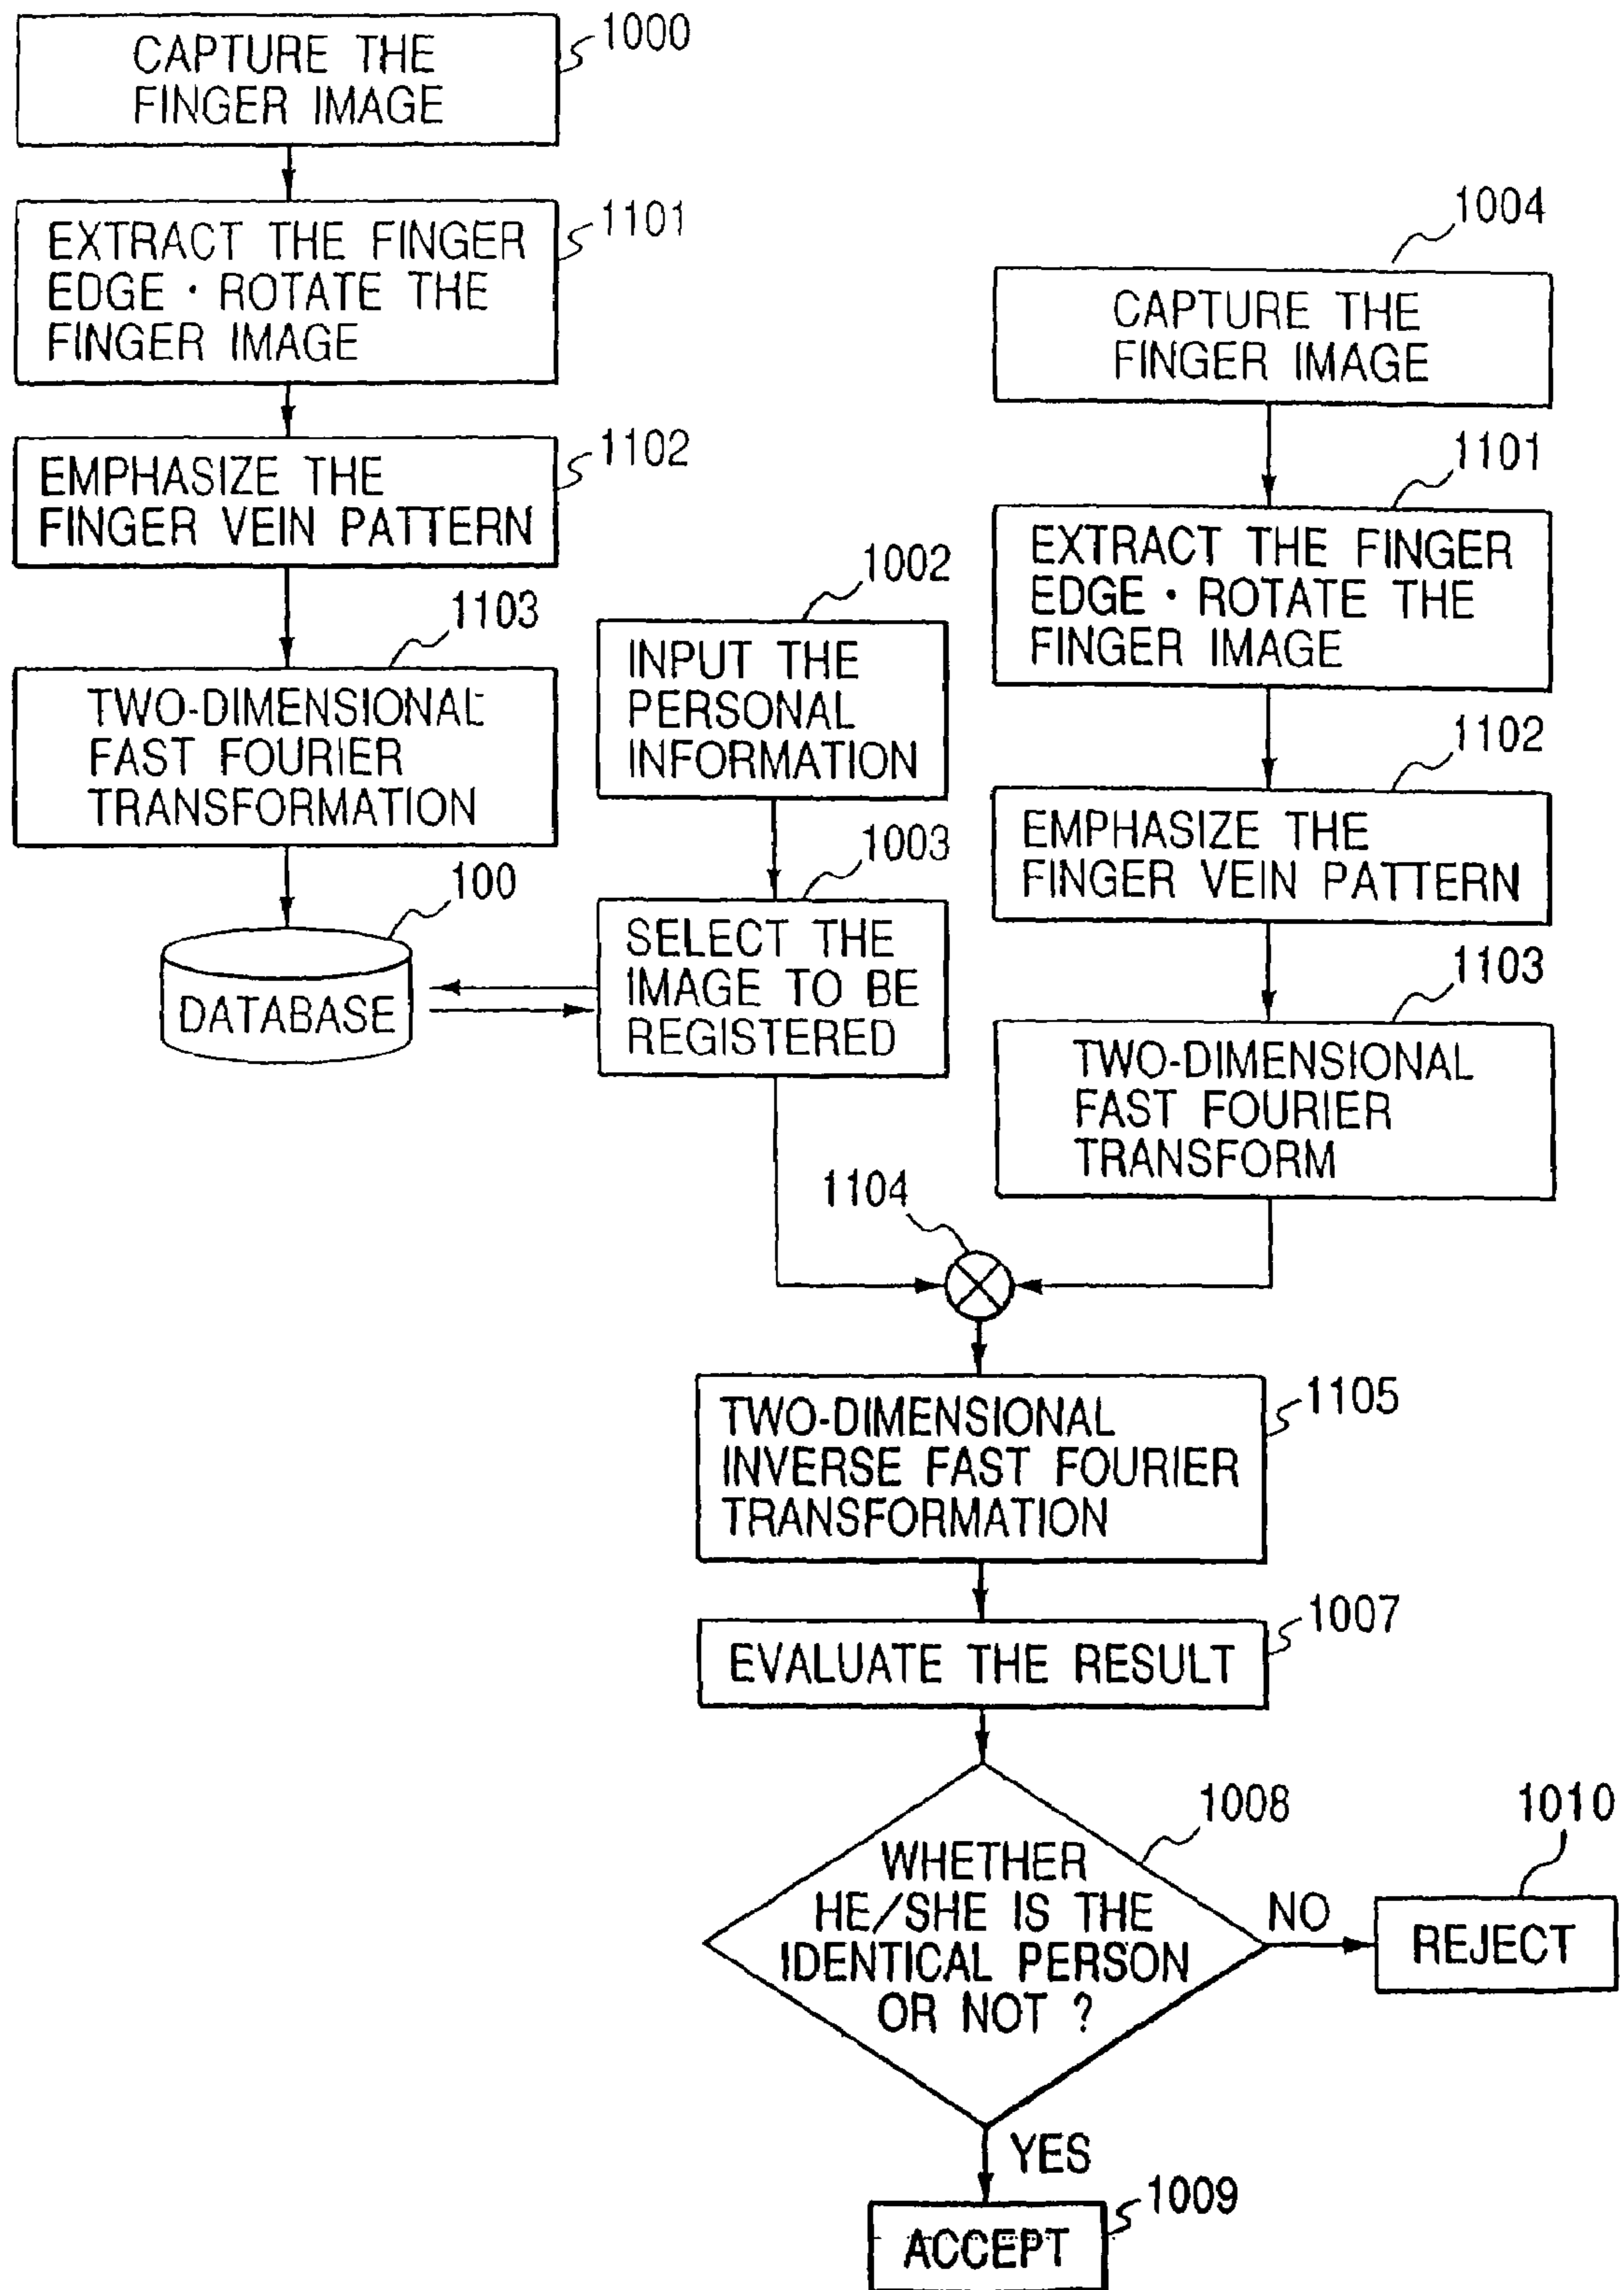 1000
CAPTURE THE
FINGER IMAGE
1101
EXTRACT THE FINGER
EDGE · ROTATE THE
FINGER IMAGE
1102
EMPHASIZE THE
FINGER VEIN PATTERN
1103
TWO-DIMENSIONAL
FAST FOURIER
TRANSFORMATION
100
DATABASE
1002
INPUT THE
PERSONAL
INFORMATION
1003
SELECT THE
IMAGE TO BE
REGISTERED
1004
CAPTURE THE
FINGER IMAGE
1101
EXTRACT THE FINGER
EDGE · ROTATE THE
FINGER IMAGE
1102
EMPHASIZE THE
FINGER VEIN PATTERN
1103
TWO-DIMENSIONAL
FAST FOURIER
TRANSFORM
1104
1105
TWO-DIMENSIONAL
INVERSE FAST FOURIER
TRANSFORMATION
1007
EVALUATE THE RESULT
1008
WHETHER
HE/SHE IS THE
IDENTICAL PERSON
OR NOT ?
NO
1010
REJECT
YES
1009
ACCEPT